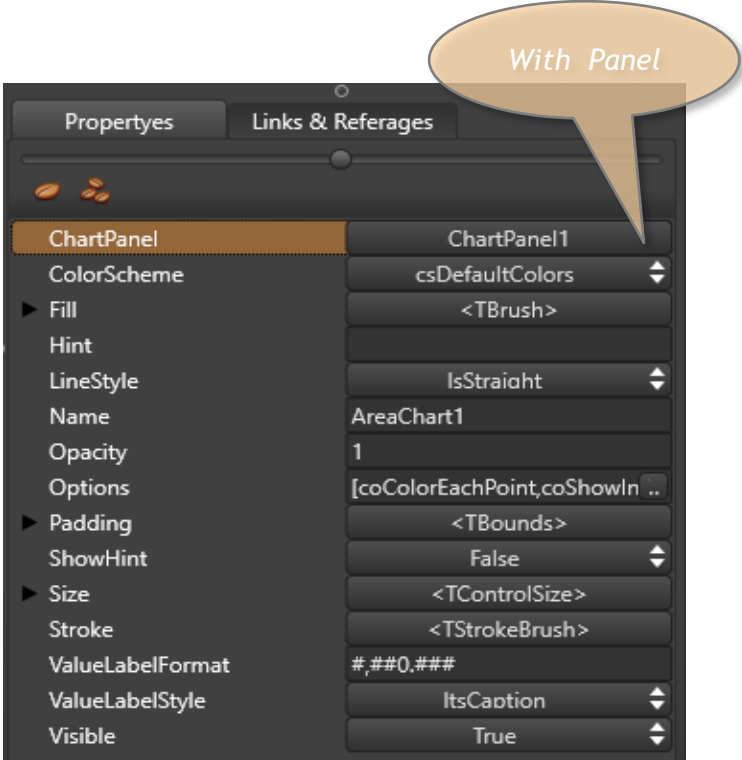 With Panel
Propertyes Links & Referages
ChartPanel ChartPanel1
ColorScheme csDefaultColors
Fill <TBrush>
Hint
LineStyle lsStraight
Name AreaChart1
Opacity 1
Options [coColorEachPoint,coShowIn ..
Padding <TBounds>
ShowHint False
Size <TControlSize>
Stroke <TStrokeBrush>
ValueLabelFormat #,##0.###
ValueLabelStyle ltsCaption
Visible True